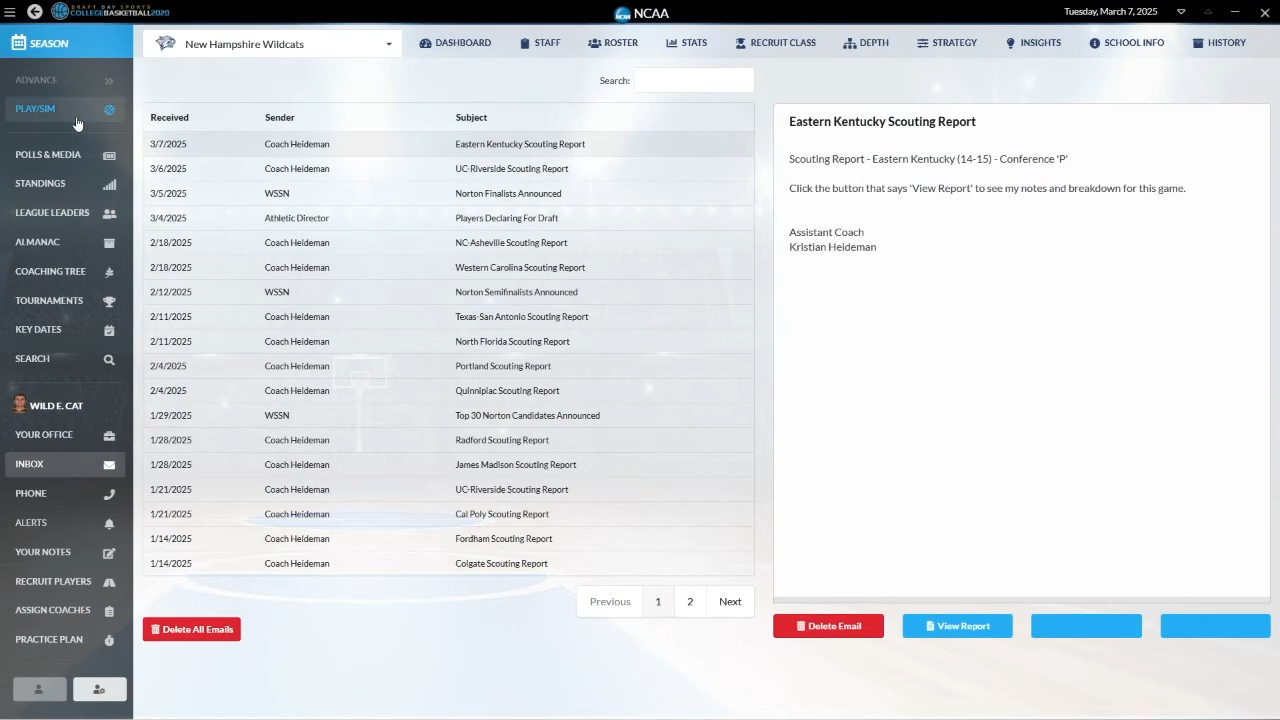 DRAFT DAY SPORTS
COLLEGEBASKETBALL2020
NCAA
NCAA
Tuesday, March 7, 2025
SEASON
ADVANCE
PLAY/SIM
POLLS & MEDIA
STANDINGS
LEAGUE LEADERS
ALMANAC
COACHING TREE
TOURNAMENTS
KEY DATES
SEARCH
WILD E. CAT
YOUR OFFICE
INBOX
PHONE
ALERTS
YOUR NOTES
RECRUIT PLAYERS
ASSIGN COACHES
PRACTICE PLAN
New Hampshire Wildcats
DASHBOARD STAFF ROSTER STATS RECRUIT CLASS DEPTH STRATEGY INSIGHTS SCHOOL INFO HISTORY
Search:
Received Sender Subject
3/7/2025 Coach Heideman Eastern Kentucky Scouting Report
3/6/2025 Coach Heideman UC-Riverside Scouting Report
3/5/2025 WSSN Norton Finalists Announced
3/4/2025 Athletic Director Players Declaring For Draft
2/18/2025 Coach Heideman NC-Asheville Scouting Report
2/18/2025 Coach Heideman Western Carolina Scouting Report
2/12/2025 WSSN Norton Semifinalists Announced
2/11/2025 Coach Heideman Texas-San Antonio Scouting Report
2/11/2025 Coach Heideman North Florida Scouting Report
2/4/2025 Coach Heideman Portland Scouting Report
2/4/2025 Coach Heideman Quinnipiac Scouting Report
1/29/2025 WSSN Top 30 Norton Candidates Announced
1/28/2025 Coach Heideman Radford Scouting Report
1/28/2025 Coach Heideman James Madison Scouting Report
1/21/2025 Coach Heideman UC-Riverside Scouting Report
1/21/2025 Coach Heideman Cal Poly Scouting Report
1/14/2025 Coach Heideman Fordham Scouting Report
1/14/2025 Coach Heideman Colgate Scouting Report
Previous 1 2 Next
Delete All Emails
Eastern Kentucky Scouting Report
Scouting Report - Eastern Kentucky (14-15) - Conference 'P'
Click the button that says 'View Report' to see my notes and breakdown for this game.
Assistant Coach
Kristian Heideman
Delete Email View Report